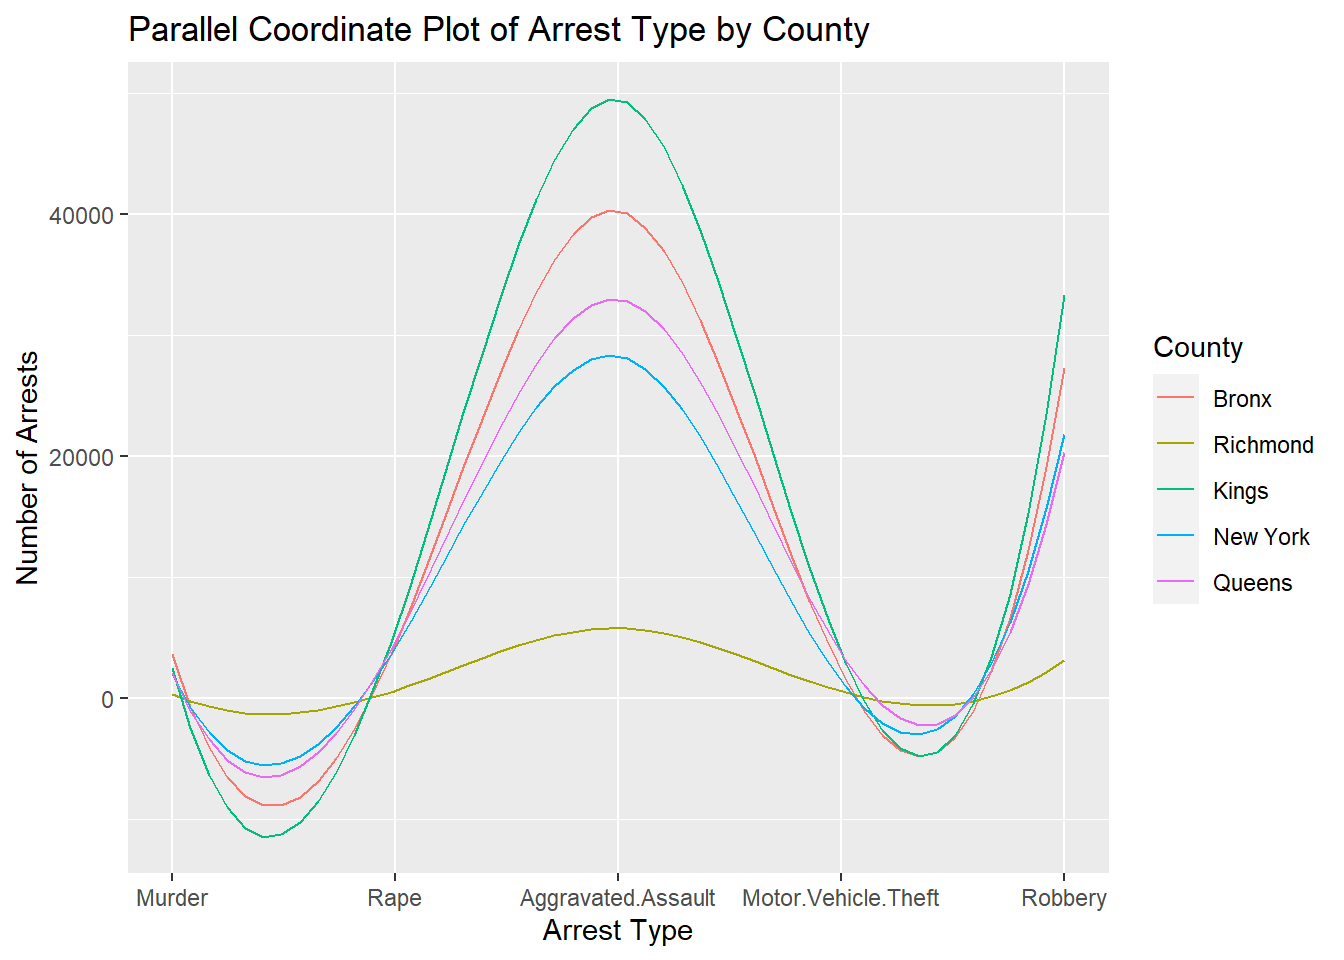 Parallel Coordinate Plot of Arrest Type by County
Number of Arrests
40000
20000
0
Murder
Rape
Aggravated.Assault
Motor.Vehicle.Theft
Robbery
Arrest Type
County
Bronx
Richmond
Kings
New York
Queens